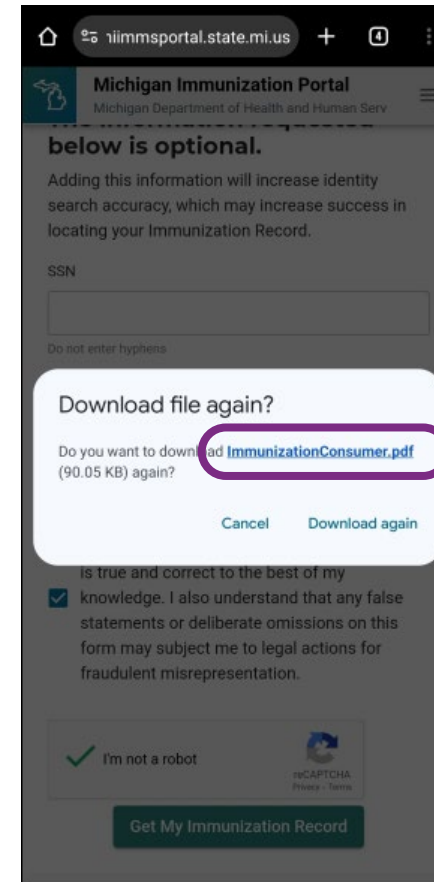 niimmsportal.state.mi.us
4
Michigan Immunization Portal
Michigan Department of Health and Human Serv
The information requested
below is optional.
Adding this information will increase identity
search accuracy, which may increase success in
locating your Immunization Record.
SSN
Do not enter hyphens
Download file again?
Do you want to download ImmunizationConsumer.pdf
(90.05 KB) again?
Cancel Download again
is true and correct to the best of my
knowledge. I also understand that any false
statements or deliberate omissions on this
form may subject me to legal actions for
fraudulent misrepresentation.
I'm not a robot
reCAPTCHA
Privacy - Terms
Get My Immunization Record